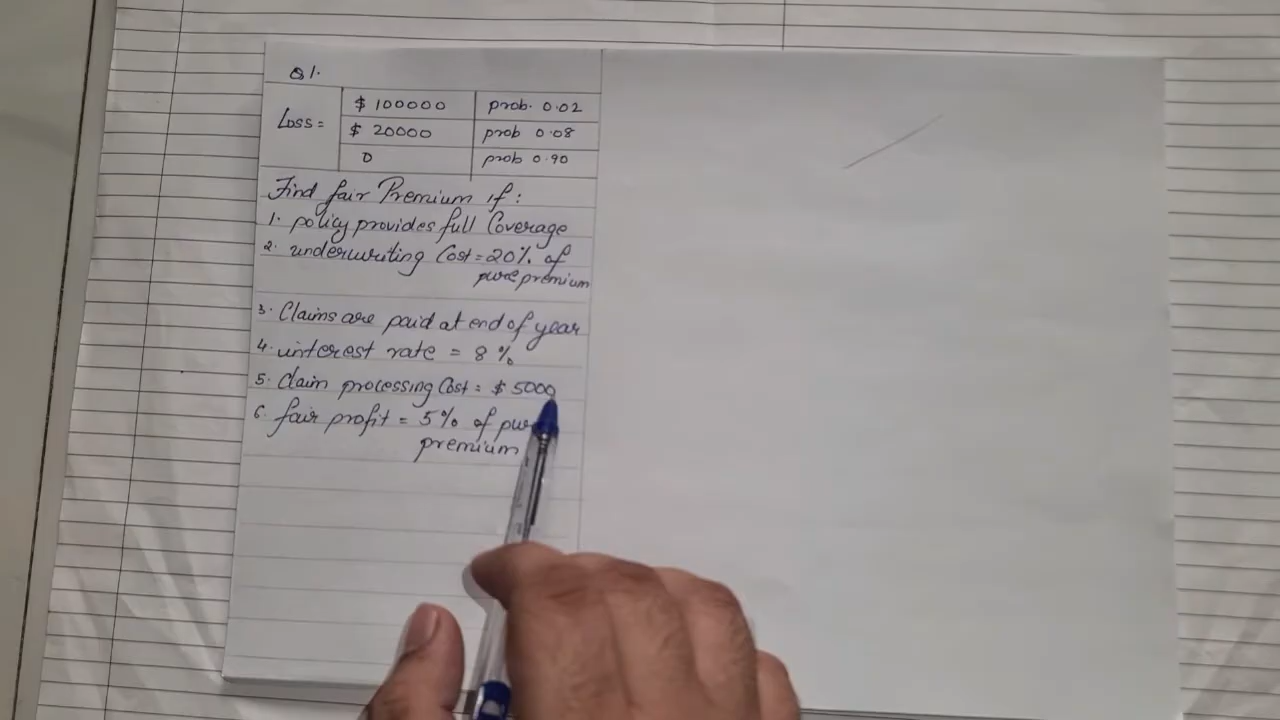 Q1.
Loss = $ 100000 prob. 0.02
$ 20000 prob 0.08
0 prob 0.90
Find fair Premium if:
1. policy provides full Coverage
2. underwriting Cost = 20% of
pure premium
3. Claims are paid at end of year
4. interest rate = 8%
5. Claim processing Cost = $ 5000
6. fair profit = 5% of
premium